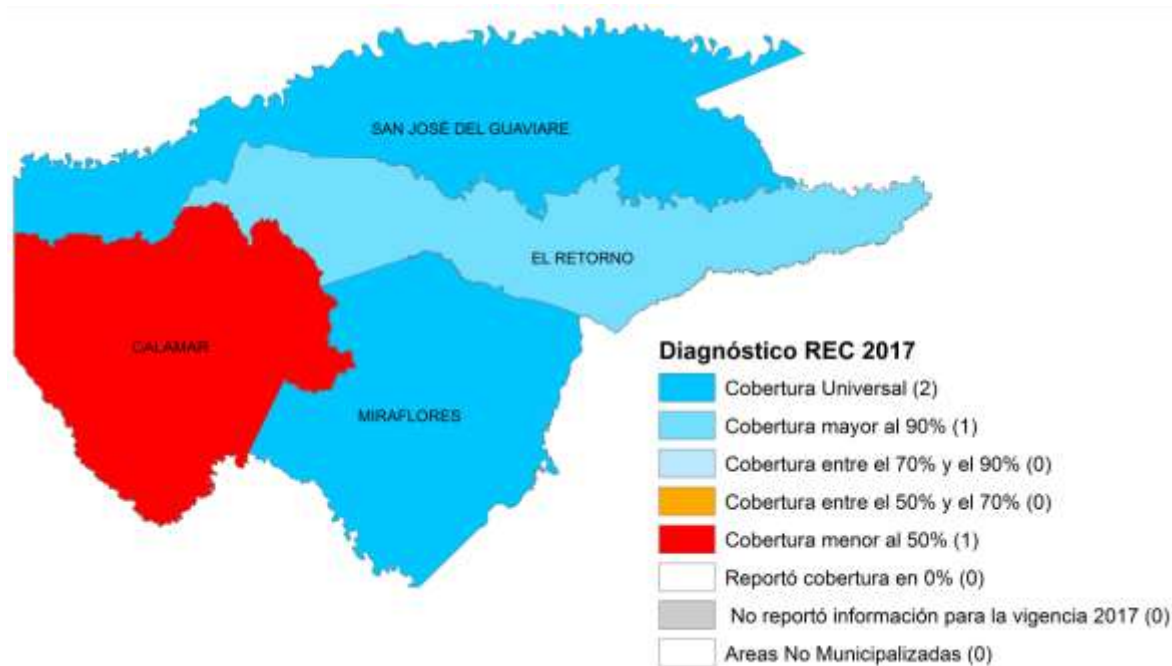 SAN JOSÉ DEL GUAVIARE
EL RETORNO
CALAMAR
MIRAFLORES
Diagnóstico REC 2017
Cobertura Universal (2)
Cobertura mayor al 90% (1)
Cobertura entre el 70% y el 90% (0)
Cobertura entre el 50% y el 70% (0)
Cobertura menor al 50% (1)
Reportó cobertura en 0% (0)
No reportó información para la vigencia 2017 (0)
Areas No Municipalizadas (0)